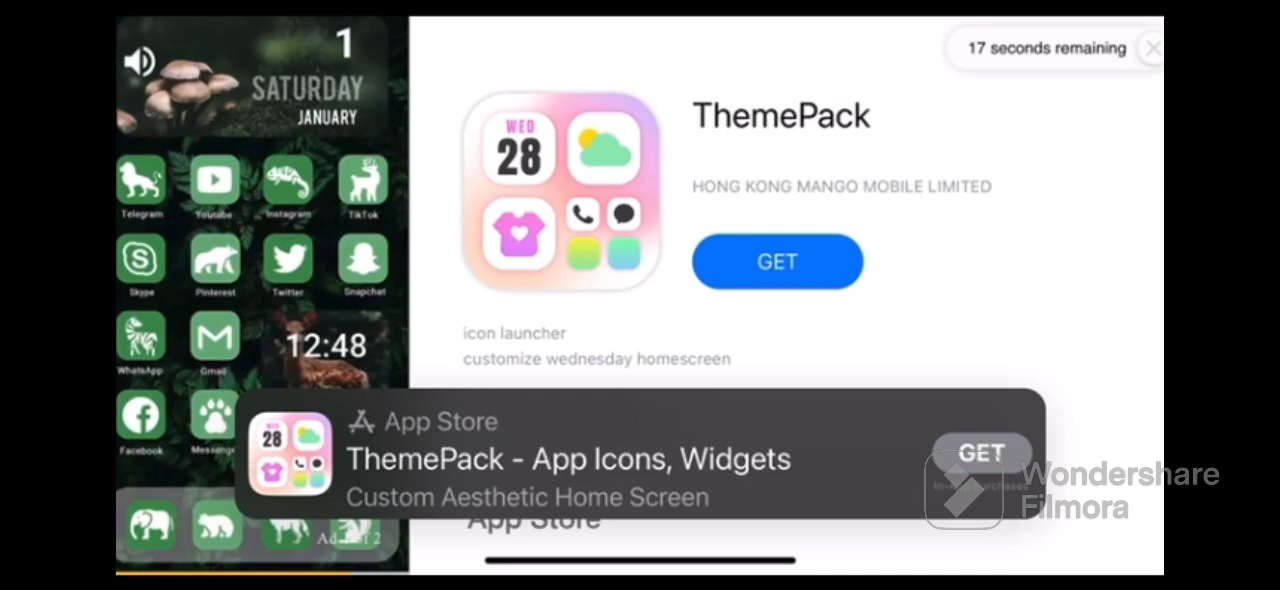 1
SATURDAY
JANUARY
Telegram
Youtube
Instagram
TikTok
Skype
Pinterest
Twitter
Snapchat
12:48
WhatsApp
Gmail
Facebook
17 seconds remaining
WED
28
ThemePack
HONG KONG MANGO MOBILE LIMITED
GET
icon launcher
customize wednesday homescreen
28
App Store
ThemePack - App Icons, Widgets
Custom Aesthetic Home Screen
GET
App Store
Wondershare
Filmora